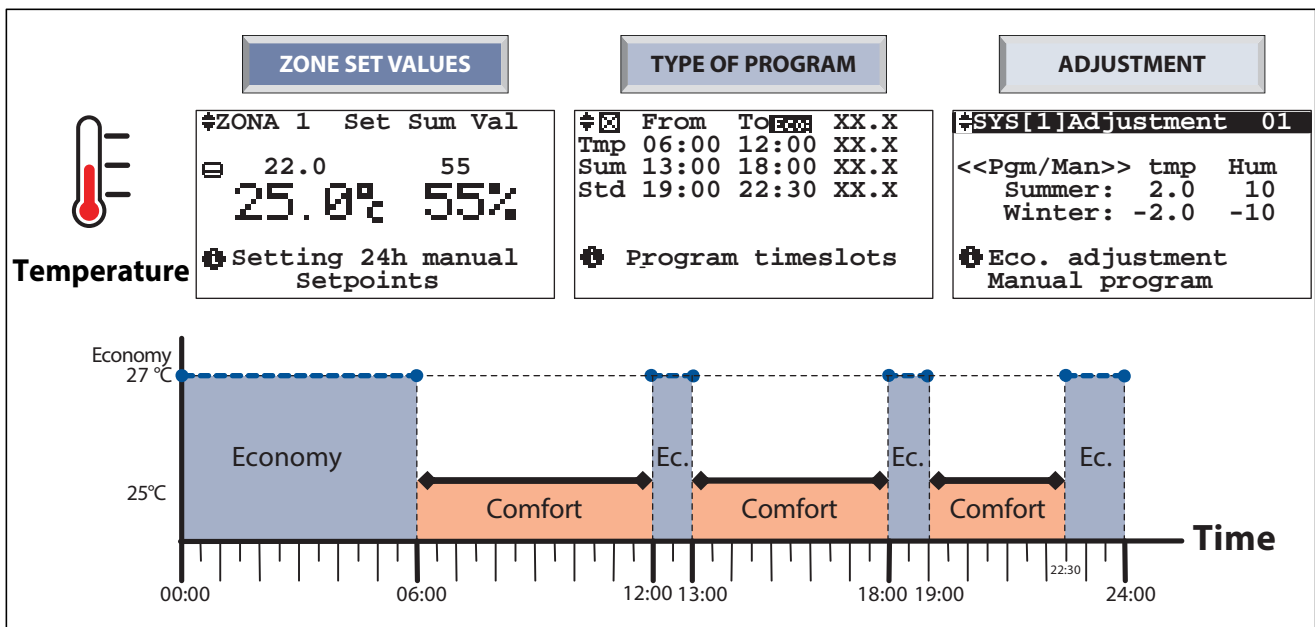 ZONE SET VALUES
TYPE OF PROGRAM
ADJUSTMENT
Temperature
ZONA 1 Set Sum Val
22.0 55
25.0°c 55%
Setting 24h manual
Setpoints
From To Eco: XX.X
Tmp 06:00 12:00 XX.X
Sum 13:00 18:00 XX.X
Std 19:00 22:30 XX.X
Program timeslots
SYS[1]Adjustment 01
<<Pgm/Man>> tmp Hum
Summer: 2.0 10
Winter: -2.0 -10
Eco. adjustment
Manual program
Economy
27 °C
Economy
Ec.
Ec.
Ec.
25°C
Comfort
Comfort
Comfort
Time
22:30
00:00
06:00
12:00
13:00
18:00
19:00
24:00